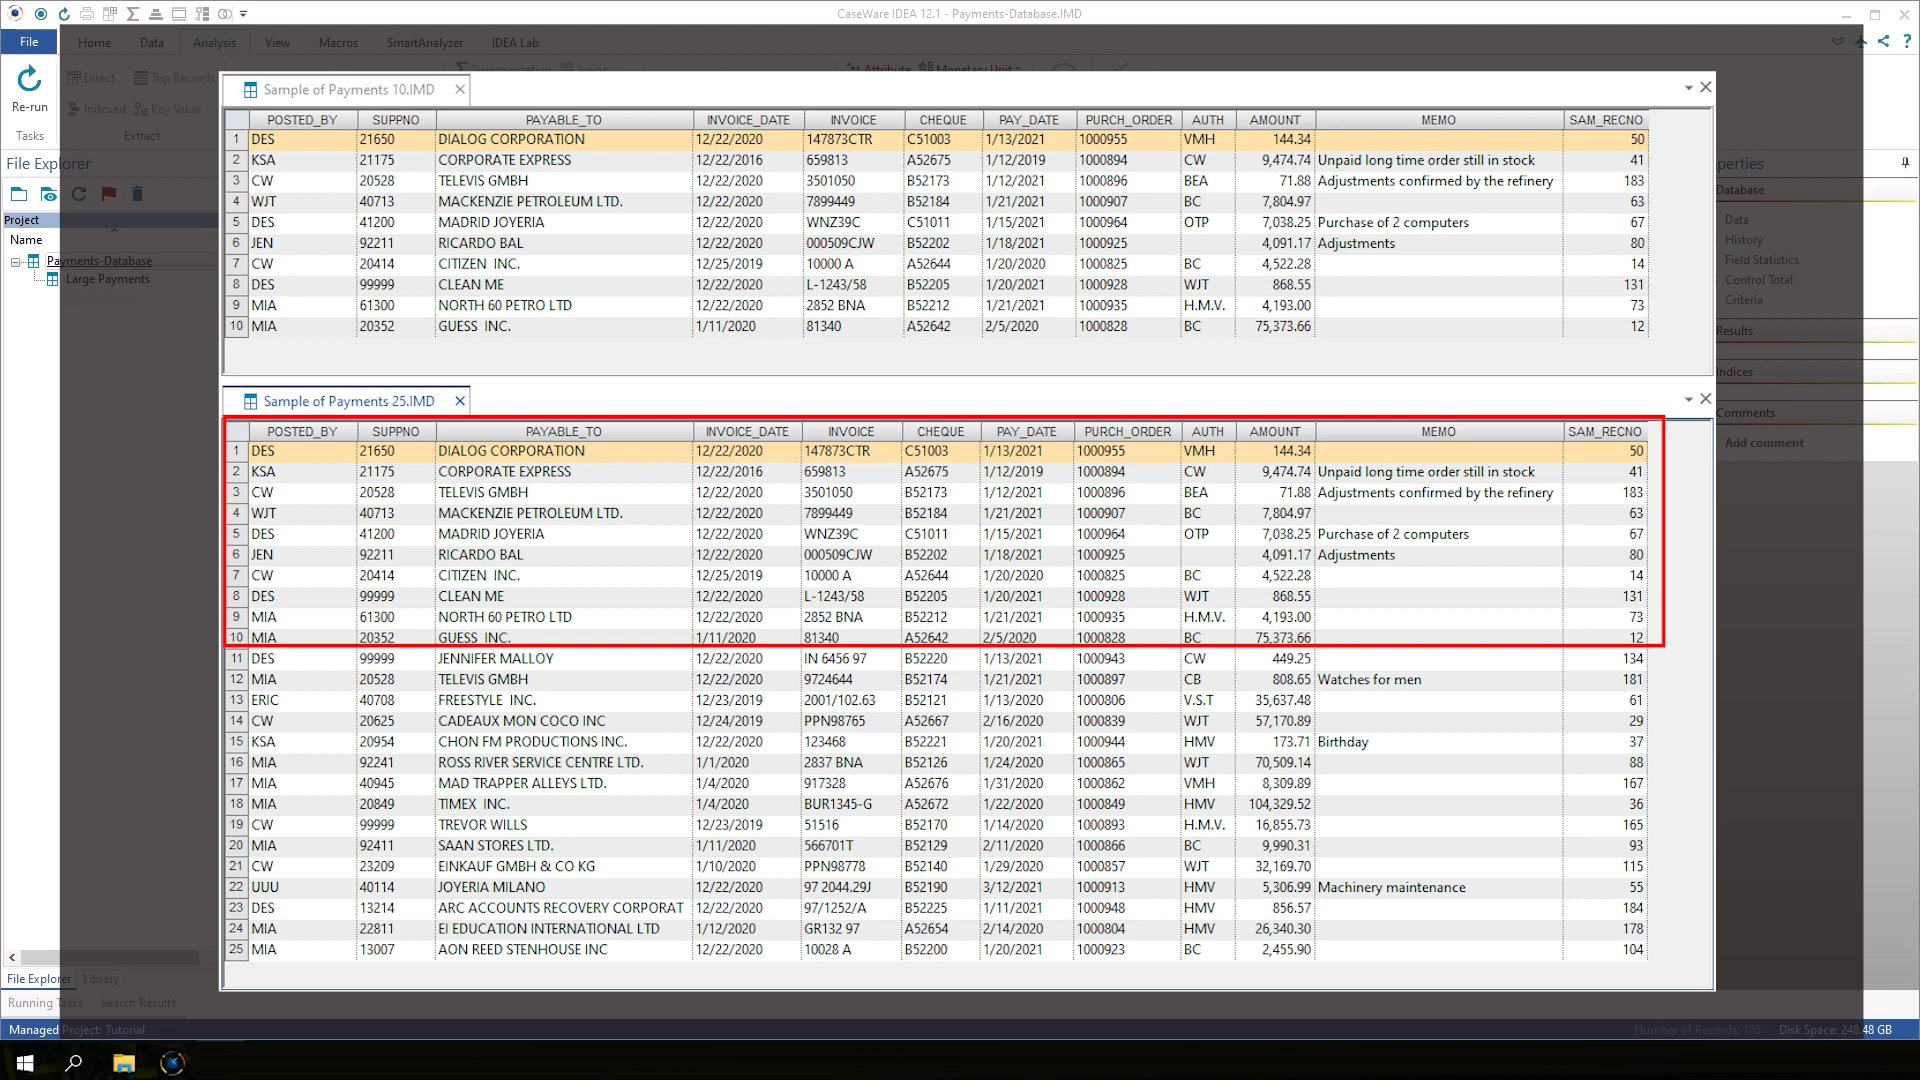 CaseWare IDEA 12.1 - Payments-Database.IMD
File Home Data Analysis View Macros SmartAnalyzer IDEA Lab
Re-run
Tasks
Direct Top Records
Indexed Key Value
Extract
Summarization Aging
Attribute Monetary Unit
File Explorer
Project
Name
Payments-Database
Large Payments
Sample of Payments 10.IMD
POSTED_BY SUPPNO PAYABLE_TO INVOICE_DATE INVOICE CHEQUE PAY_DATE PURCH_ORDER AUTH AMOUNT MEMO SAM_RECNO
1 DES 21650 DIALOG CORPORATION 12/22/2020 147873CTR C51003 1/13/2021 1000955 VMH 144.34 50
2 KSA 21175 CORPORATE EXPRESS 12/22/2016 659813 A52675 1/12/2019 1000894 CW 9,474.74 Unpaid long time order still in stock 41
3 CW 20528 TELEVIS GMBH 12/22/2020 3501050 B52173 1/12/2021 1000896 BEA 71.88 Adjustments confirmed by the refinery 183
4 WJT 40713 MACKENZIE PETROLEUM LTD. 12/22/2020 7899449 B52184 1/21/2021 1000907 BC 7,804.97 63
5 DES 41200 MADRID JOYERIA 12/22/2020 WNZ39C C51011 1/15/2021 1000964 OTP 7,038.25 Purchase of 2 computers 67
6 JEN 92211 RICARDO BAL 12/22/2020 000509CJW B52202 1/18/2021 1000925 4,091.17 Adjustments 80
7 CW 20414 CITIZEN INC. 12/25/2019 10000 A A52644 1/20/2020 1000825 BC 4,522.28 14
8 DES 99999 CLEAN ME 12/22/2020 L-1243/58 B52205 1/20/2021 1000928 WJT 868.55 131
9 MIA 61300 NORTH 60 PETRO LTD 12/22/2020 2852 BNA B52212 1/21/2021 1000935 H.M.V. 4,193.00 73
10 MIA 20352 GUESS INC. 1/11/2020 81340 A52642 2/5/2020 1000828 BC 75,373.66 12
Sample of Payments 25.IMD
POSTED_BY SUPPNO PAYABLE_TO INVOICE_DATE INVOICE CHEQUE PAY_DATE PURCH_ORDER AUTH AMOUNT MEMO SAM_RECNO
1 DES 21650 DIALOG CORPORATION 12/22/2020 147873CTR C51003 1/13/2021 1000955 VMH 144.34 50
2 KSA 21175 CORPORATE EXPRESS 12/22/2016 659813 A52675 1/12/2019 1000894 CW 9,474.74 Unpaid long time order still in stock 41
3 CW 20528 TELEVIS GMBH 12/22/2020 3501050 B52173 1/12/2021 1000896 BEA 71.88 Adjustments confirmed by the refinery 183
4 WJT 40713 MACKENZIE PETROLEUM LTD. 12/22/2020 7899449 B52184 1/21/2021 1000907 BC 7,804.97 63
5 DES 41200 MADRID JOYERIA 12/22/2020 WNZ39C C51011 1/15/2021 1000964 OTP 7,038.25 Purchase of 2 computers 67
6 JEN 92211 RICARDO BAL 12/22/2020 000509CJW B52202 1/18/2021 1000925 4,091.17 Adjustments 80
7 CW 20414 CITIZEN INC. 12/25/2019 10000 A A52644 1/20/2020 1000825 BC 4,522.28 14
8 DES 99999 CLEAN ME 12/22/2020 L-1243/58 B52205 1/20/2021 1000928 WJT 868.55 131
9 MIA 61300 NORTH 60 PETRO LTD 12/22/2020 2852 BNA B52212 1/21/2021 1000935 H.M.V. 4,193.00 73
10 MIA 20352 GUESS INC. 1/11/2020 81340 A52642 2/5/2020 1000828 BC 75,373.66 12
11 DES 99999 JENNIFER MALLOY 12/22/2020 IN 6456 97 B52220 1/13/2021 1000943 CW 449.25 134
12 MIA 20528 TELEVIS GMBH 12/22/2020 9724644 B52174 1/21/2021 1000897 CB 808.65 Watches for men 181
13 ERIC 40708 FREESTYLE INC. 12/23/2019 2001/102.63 B52121 1/13/2020 1000806 V.S.T 35,637.48 61
14 CW 20625 CADEAUX MON COCO INC 12/24/2019 PPN98765 A52667 2/16/2020 1000839 WJT 57,170.89 29
15 KSA 20954 CHON FM PRODUCTIONS INC. 12/22/2020 123468 B52221 1/20/2021 1000944 HMV 173.71 Birthday 37
16 MIA 92241 ROSS RIVER SERVICE CENTRE LTD. 1/1/2020 2837 BNA B52126 1/24/2020 1000865 WJT 70,509.14 88
17 MIA 40945 MAD TRAPPER ALLEYS LTD. 1/4/2020 917328 A52676 1/31/2020 1000862 VMH 8,309.89 167
18 MIA 20849 TIMEX INC. 1/4/2020 BUR1345-G A52672 1/22/2020 1000849 HMV 104,329.52 36
19 CW 99999 TREVOR WILLS 12/23/2019 51516 B52170 1/14/2020 1000893 H.M.V. 16,855.73 165
20 MIA 92411 SAAN STORES LTD. 1/11/2020 566701T B52129 2/11/2020 1000866 BC 9,990.31 93
21 CW 23209 EINKAUF GMBH & CO KG 1/10/2020 PPN98778 B52140 1/29/2020 1000857 WJT 32,169.70 115
22 UUU 40114 JOYERIA MILANO 12/22/2020 97 2044.29J B52190 3/12/2021 1000913 HMV 5,306.99 Machinery maintenance 55
23 DES 13214 ARC ACCOUNTS RECOVERY CORPORAT 12/22/2020 97/1252/A B52225 1/11/2021 1000948 HMV 856.57 184
24 MIA 22811 EI EDUCATION INTERNATIONAL LTD 1/12/2020 GR132 97 A52654 2/14/2020 1000804 HMV 26,340.30 178
25 MIA 13007 AON REED STENHOUSE INC 12/22/2020 10028 A B52200 1/20/2021 1000923 BC 2,455.90 104
perties
Database
Data
History
Field Statistics
Control Total
Criteria
Results
Indices
Comments
Add comment
File Explorer Library
Running Tasks Search Results
Managed Project: Tutorial Number of Records: 185 Disk Space: 248.48 GB